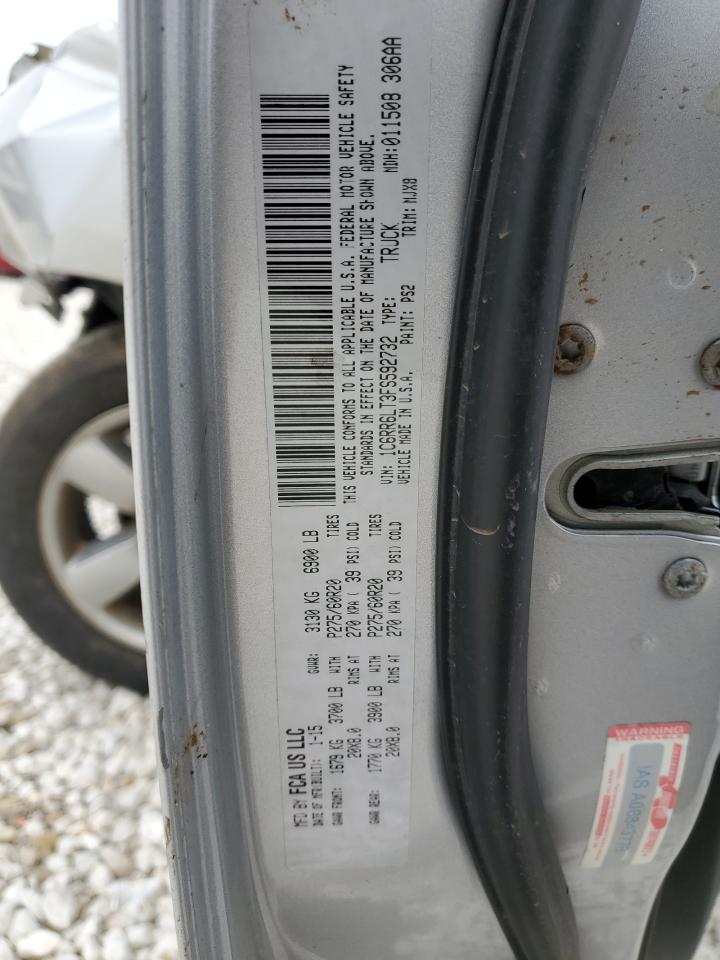 MFD BY FCA US LLC
DATE OF MFR(BUILT): 1-15 GVWR: 3130 KG 6900 LB
GAWR FRONT: 1679 KG 3700 LB WITH P275/60R20 TIRES
20X8.0 RIMS AT 270 KPA ( 39 PSI) COLD
GAWR REAR: 1770 KG 3900 LB WITH P275/60R20 TIRES
20X8.0 RIMS AT 270 KPA ( 39 PSI) COLD
THIS VEHICLE CONFORMS TO ALL APPLICABLE U.S.A. FEDERAL MOTOR VEHICLE SAFETY
STANDARDS IN EFFECT ON THE DATE OF MANUFACTURE SHOWN ABOVE.
VIN: 1C6RR6LT3FS592732 TYPE: TRUCK MDH:01150B 306AA
VEHICLE MADE IN U.S.A. PAINT: PS2 TRIM: MJX8
WARNING
TRACEABLE
IAS